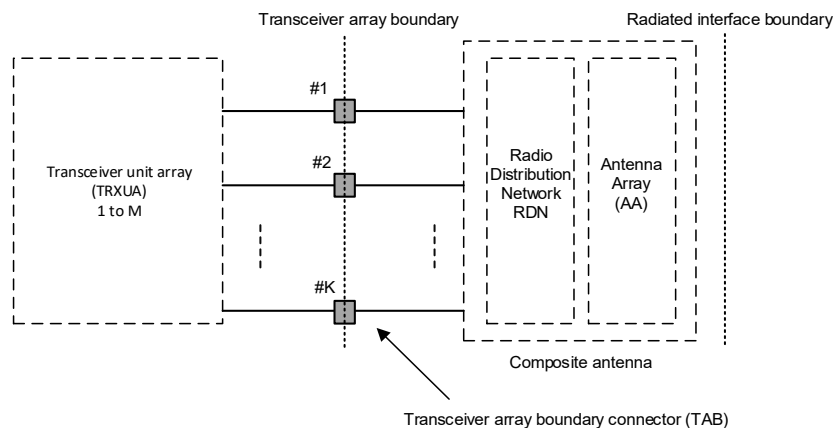 Transceiver array boundary
Radiated interface boundary
#1
#2
#K
Transceiver unit array
(TRXUA)
1 to M
Radio
Distribution
Network
RDN
Antenna
Array
(AA)
Composite antenna
Transceiver array boundary connector (TAB)